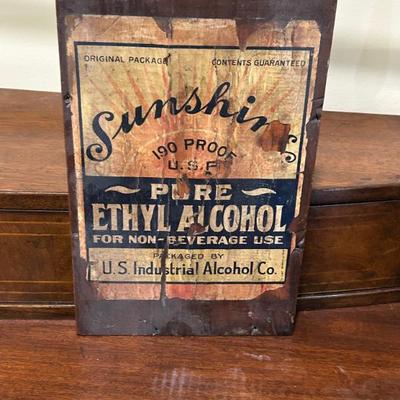 ORIGINAL PACKAGE CONTENTS GUARANTEED
Sunshine
190 PROOF
U.S.P.
PURE
ETHYL ALCOHOL
FOR NON-BEVERAGE USE
PACKAGED BY
U.S. Industrial Alcohol Co.